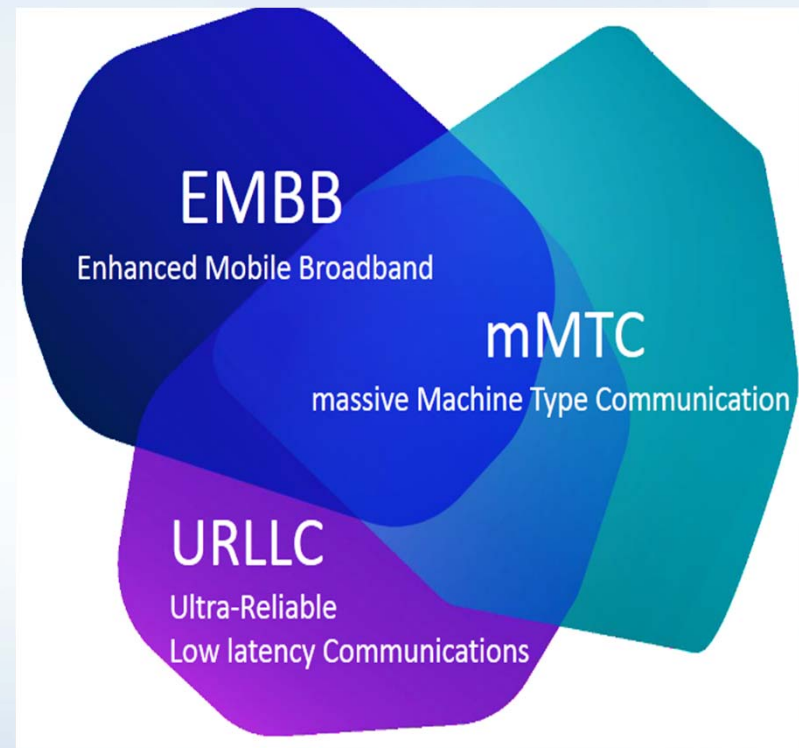 EMBB
Enhanced Mobile Broadband
mMTC
massive Machine Type Communication
URLLC
Ultra-Reliable
Low latency Communications